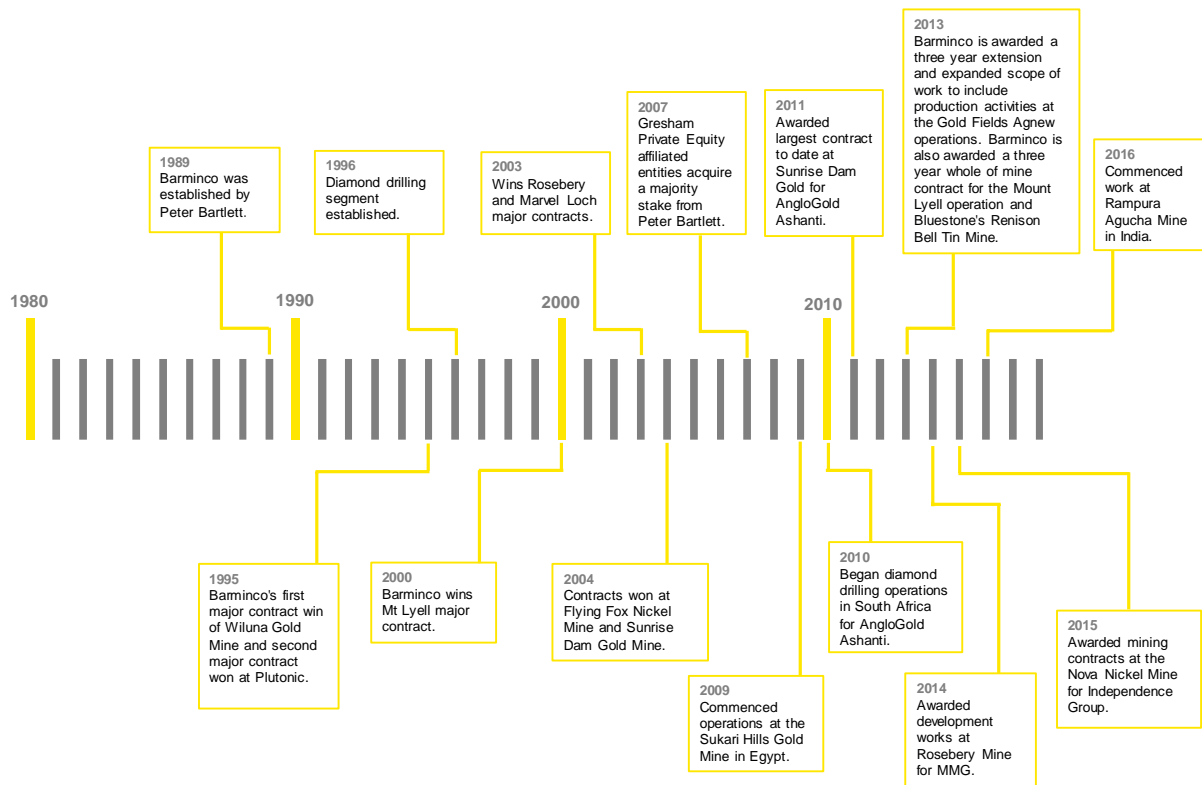 2013
Barminco is awarded a
three year extension
and expanded scope of
work to include
production activities at
the Gold Fields Agnew
operations. Barminco is
also awarded a three
year whole of mine
contract for the Mount
Lyell operation and
Bluestone's Renison
Bell Tin Mine.
2011
Awarded
largest contract
to date at
Sunrise Dam
Gold for
AngloGold
Ashanti.
2007
Gresham
Private Equity
affiliated
entities acquire
a majority
stake from
Peter Bartlett.
1989
Barminco was
established by
Peter Bartlett.
1996
Diamond drilling
segment
established.
2003
Wins Rosebery
and Marvel Loch
major contracts.
2016
Commenced
work at
Rampura
Agucha Mine
in India.
1980
1990
2000
2010
1995
Barminco's first
major contract win
of Wiluna Gold
Mine and second
major contract
won at Plutonic.
2000
Barminco wins
Mt Lyell major
contract.
2004
Contracts won at
Flying Fox Nickel
Mine and Sunrise
Dam Gold Mine.
2009
Commenced
operations at the
Sukari Hills Gold
Mine in Egypt.
2010
Began diamond
drilling operations
in South Africa
for AngloGold
Ashanti.
2014
Awarded
development
works at
Rosebery Mine
for MMG.
2015
Awarded mining
contracts at the
Nova Nickel Mine
for Independence
Group.